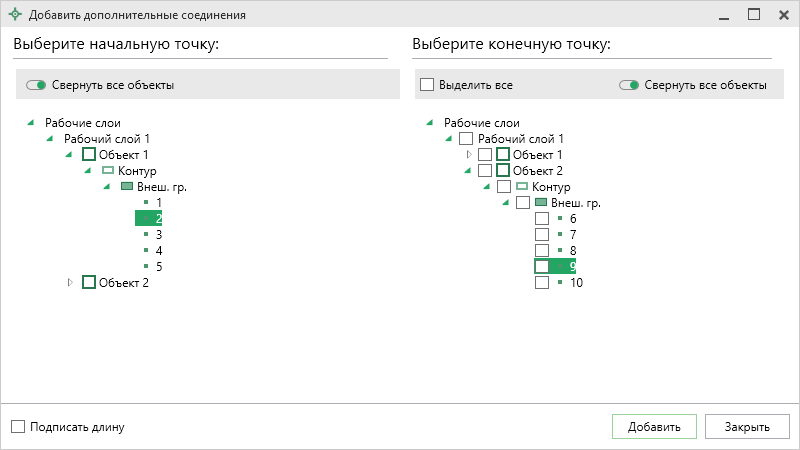 Добавить дополнительные соединения
Выберите начальную точку:
Свернуть все объекты
Рабочие слои
Рабочий слой 1
Объект 1
Контур
Внеш. гр.
1
2
3
4
5
Объект 2
Выберите конечную точку:
Выделить все
Свернуть все объекты
Рабочие слои
Рабочий слой 1
Объект 1
Объект 2
Контур
Внеш. гр.
6
7
8
9
10
Подписать длину
Добавить
Закрыть